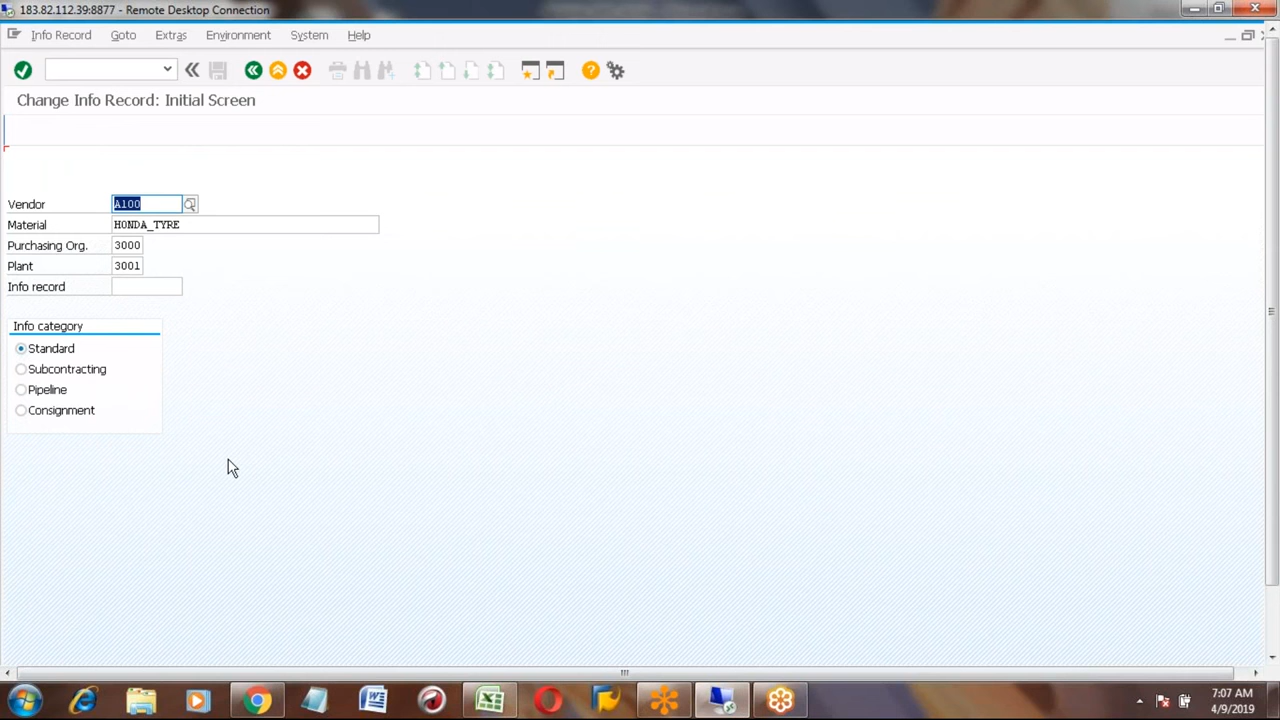 183.82.112.39:8877 - Remote Desktop Connection
Info Record Goto Extras Environment System Help
Change Info Record: Initial Screen
Vendor A100
Material HONDA_TYRE
Purchasing Org. 3000
Plant 3001
Info record
Info category
Standard
Subcontracting
Pipeline
Consignment
7:07 AM
4/9/2019